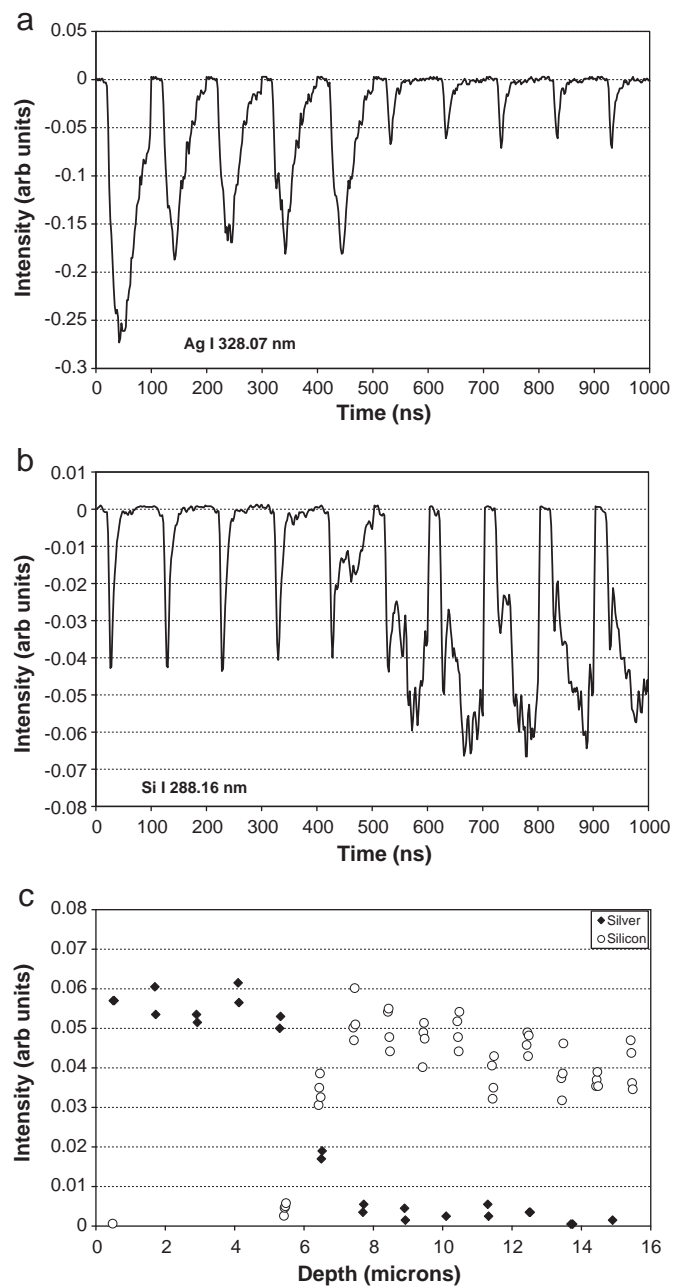 a
0.05
0
-0.05
-0.1
-0.15
-0.2
-0.25
-0.3
Intensity (arb units)
Ag I 328.07 nm
0 100 200 300 400 500 600 700 800 900 1000
Time (ns)
b
0.01
0
-0.01
-0.02
-0.03
-0.04
-0.05
-0.06
-0.07
-0.08
Intensity (arb units)
Si I 288.16 nm
0 100 200 300 400 500 600 700 800 900 1000
Time (ns)
c
0.08
0.07
0.06
0.05
0.04
0.03
0.02
0.01
0
Intensity (arb units)
Silver
Silicon
0 2 4 6 8 10 12 14 16
Depth (microns)